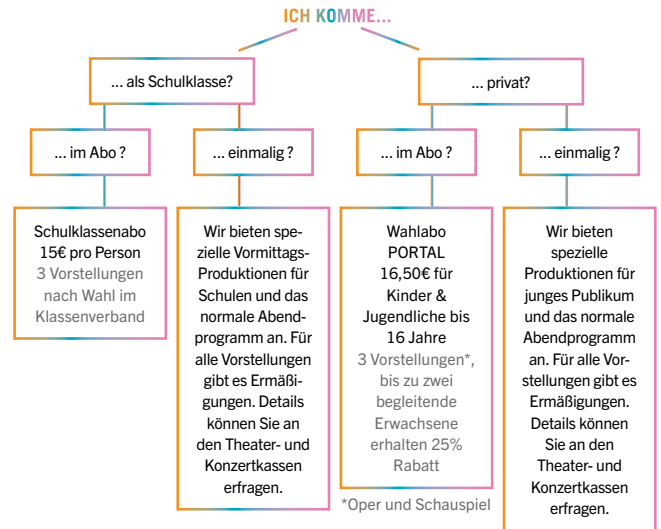 ICH KOMME...
... als Schulklasse?
... privat?
... im Abo ?
... einmalig ?
... im Abo ?
... einmalig ?
Schulklassenabo
15€ pro Person
3 Vorstellungen
nach Wahl im
Klassenverband
Wir bieten spe-
zielle Vormittags-
Produktionen für
Schulen und das
normale Abend-
programm an. Für
alle Vorstellungen
gibt es Ermäßi-
gungen. Details
können Sie an
den Theater- und
Konzertkassen
erfragen.
Wahlabo
PORTAL
16,50€ für
Kinder &
Jugendliche bis
16 Jahre
3 Vorstellungen*,
bis zu zwei
begleitende
Erwachsene
erhalten 25%
Rabatt
*Oper und Schauspiel
Wir bieten
spezielle
Produktionen für
junges Publikum
und das normale
Abendprogramm
an. Für alle Vor-
stellungen gibt es
Ermäßigungen.
Details können
Sie an den
Theater- und
Konzertkassen
erfragen.